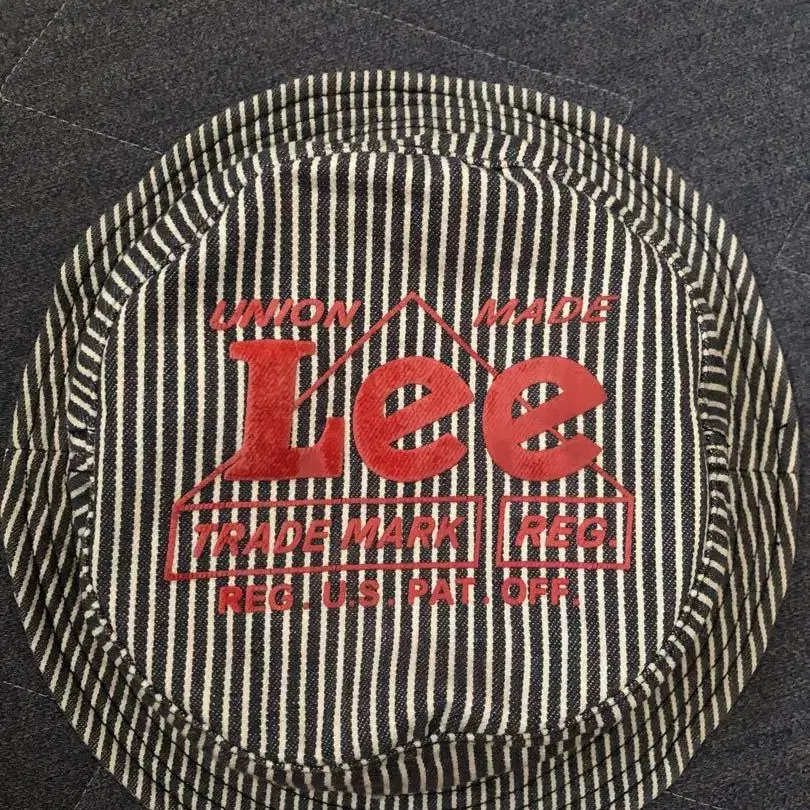 UNION MADE
Lee
TRADE MARK REG.
REG. U.S. PAT. OFF.